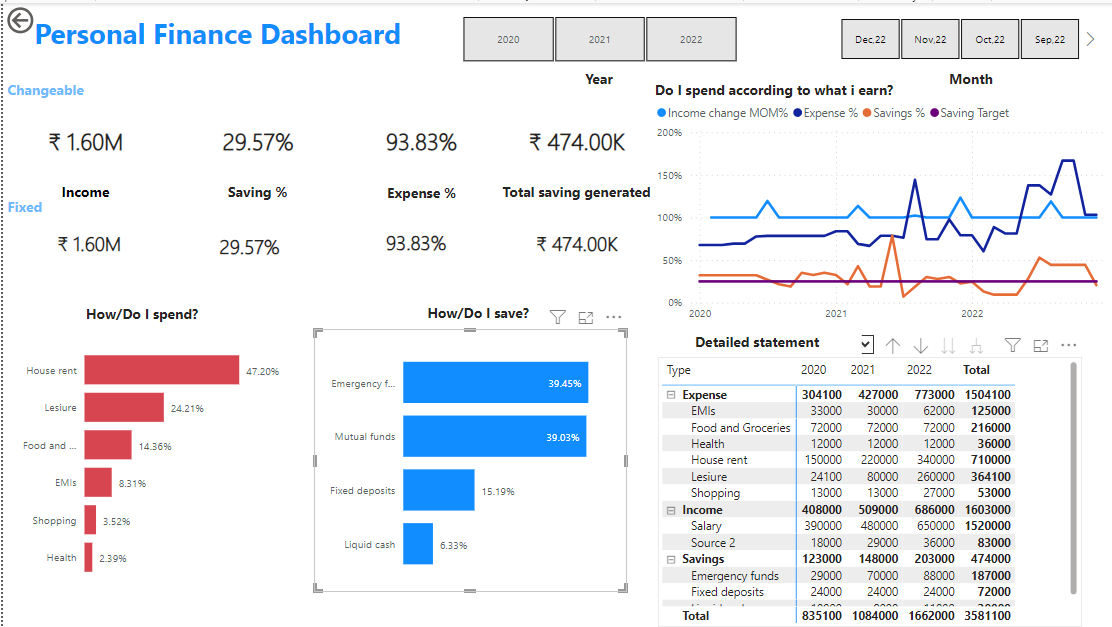 Personal Finance Dashboard
2020 2021 2022
Dec,22 Nov,22 Oct,22 Sep,22
Year
Month
Changeable
₹ 1.60M 29.57% 93.83% ₹ 474.00K
Income Saving % Expense % Total saving generated
Fixed
₹ 1.60M 29.57% 93.83% ₹ 474.00K
Do I spend according to what i earn?
Income change MOM% Expense % Savings % Saving Target
200%
150%
100%
50%
0%
2020 2021 2022
How/Do I spend?
House rent 47.20%
Lesiure 24.21%
Food and ... 14.36%
EMIs 8.31%
Shopping 3.52%
Health 2.39%
How/Do I save?
Emergency f... 39.45%
Mutual funds 39.03%
Fixed deposits 15.19%
Liquid cash 6.33%
Detailed statement
Type 2020 2021 2022 Total
Expense 304100 427000 773000 1504100
EMIs 33000 30000 62000 125000
Food and Groceries 72000 72000 72000 216000
Health 12000 12000 12000 36000
House rent 150000 220000 340000 710000
Lesiure 24100 80000 260000 364100
Shopping 13000 13000 27000 53000
Income 408000 509000 686000 1603000
Salary 390000 480000 650000 1520000
Source 2 18000 29000 36000 83000
Savings 123000 148000 203000 474000
Emergency funds 29000 70000 88000 187000
Fixed deposits 24000 24000 24000 72000
Total 835100 1084000 1662000 3581100